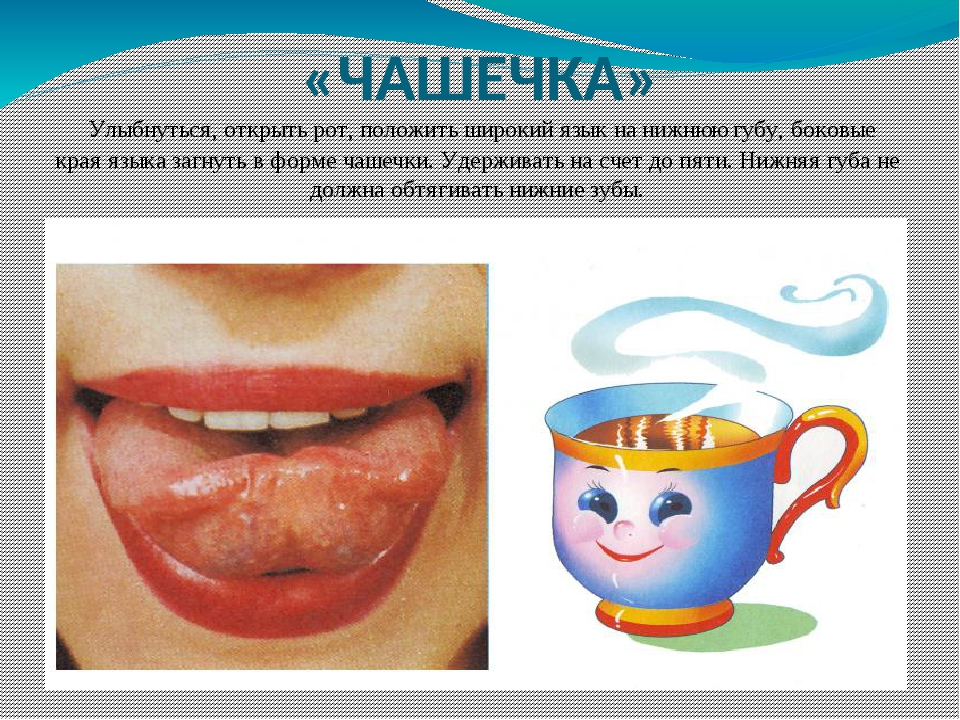 «ЧАШЕЧКА»
Улыбнуться, открыть рот, положить широкий язык на нижнюю губу, боковые
края языка загнуть в форме чашечки. Удерживать на счет до пяти. Нижняя губа не
должна обтягивать нижние зубы.